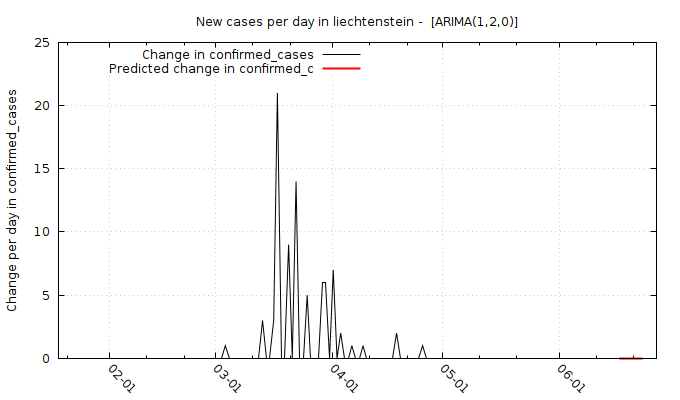 New cases per day in liechtenstein -  [ARIMA(1,2,0)]
Change in confirmed_cases
Predicted change in confirmed_c
Change per day in confirmed_cases
25
20
15
10
5
0
02-01
03-01
04-01
05-01
06-01